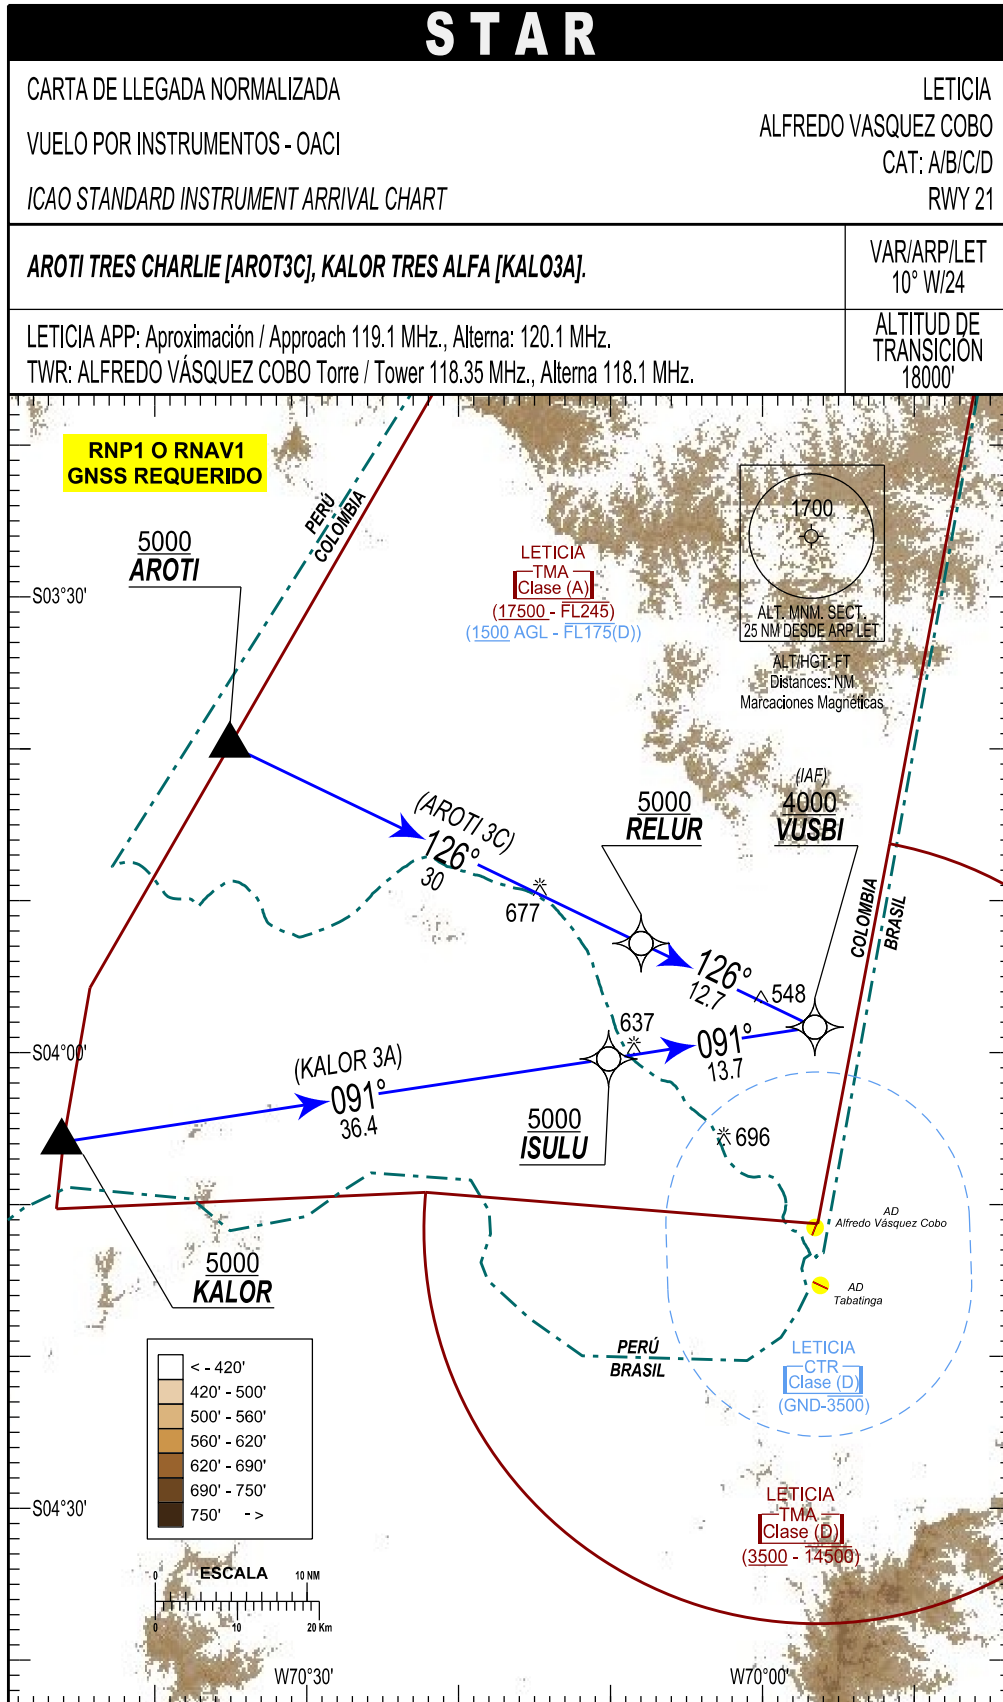 STAR
CARTA DE LLEGADA NORMALIZADA
VUELO POR INSTRUMENTOS - OACI
ICAO STANDARD INSTRUMENT ARRIVAL CHART
LETICIA
ALFREDO VASQUEZ COBO
CAT: A/B/C/D
RWY 21
AROTI TRES CHARLIE [AROT3C], KALOR TRES ALFA [KALO3A].
VAR/ARP/LET
10° W/24
LETICIA APP: Aproximación / Approach 119.1 MHz., Alterna: 120.1 MHz.
TWR: ALFREDO VÁSQUEZ COBO Torre / Tower 118.35 MHz., Alterna 118.1 MHz.
ALTITUD DE
TRANSICIÓN
18000'
RNP1 O RNAV1
GNSS REQUERIDO
PERÚ
COLOMBIA
5000
AROTI
S03°30'
LETICIA
TMA
Clase (A)
(17500 - FL245)
(1500 AGL - FL175(D))
1700
ALT. MNM. SECT.
25 NM DESDE ARP LET
ALT/HGT: FT
Distances: NM
Marcaciones Magnéticas
(AROTI 3C)
126°
30
677
5000
RELUR
(IAF)
4000
VUSBI
COLOMBIA
BRASIL
126°
12.7
548
637
091°
13.7
S04°00'
(KALOR 3A)
091°
36.4
5000
ISULU
696
AD
Alfredo Vásquez Cobo
AD
Tabatinga
5000
KALOR
PERÚ
BRASIL
LETICIA
CTR
Clase (D)
(GND-3500)
< - 420'
420' - 500'
500' - 560'
560' - 620'
620' - 690'
690' - 750'
750' - >
S04°30'
LETICIA
TMA
Clase (D)
(3500 - 14500)
ESCALA
0 10 NM
0 10 20 Km
W70°30'
W70°00'